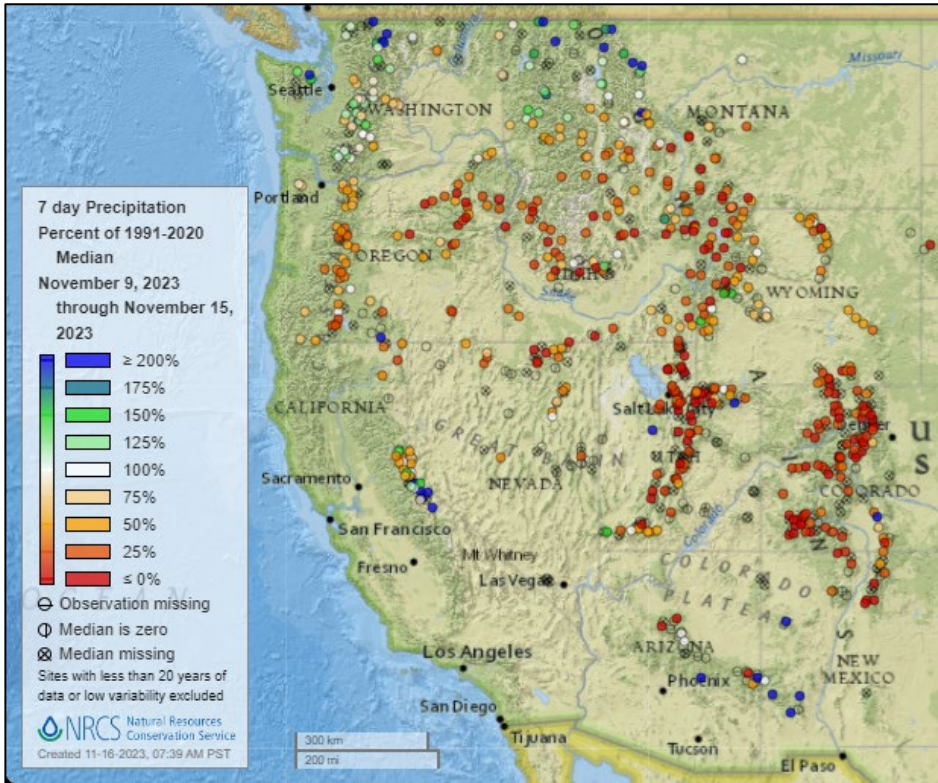 Missouri
Seattle
WASHINGTON
MONTANA
Portland
OREGON
IDAHO
Snake
WYOMING
7 day Precipitation
Percent of 1991-2020
Median
November 9, 2023
through November 15,
2023
≥ 200%
175%
150%
125%
100%
75%
50%
25%
≤ 0%
Observation missing
Median is zero
Median missing
Sites with less than 20 years of
data or low variability excluded
NRCS Natural Resources
Conservation Service
Created 11-16-2023, 07:39 AM PST
CALIFORNIA
Salt Lake City
Denver
GREAT BASIN
UTAH
NEVADA
COLORADO
Sacramento
San Francisco
Colorado
Mt Whitney
Fresno
Las Vegas
COLORADO
PLATEAU
OCEAN
ARIZONA
Los Angeles
NEW
MEXICO
Phoenix
San Diego
Tijuana
Tucson
El Paso
300 km
200 mi